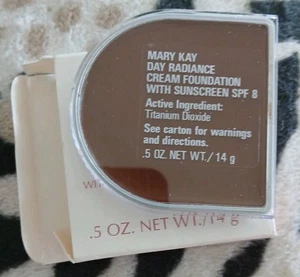 MARY KAY
DAY RADIANCE
CREAM FOUNDATION
WITH SUNSCREEN SPF 8
Active Ingredient:
Titanium Dioxide
See carton for warnings
and directions.
.5 OZ. NET WT./ 14 g
WIT
.5 OZ. NET WT./14 g